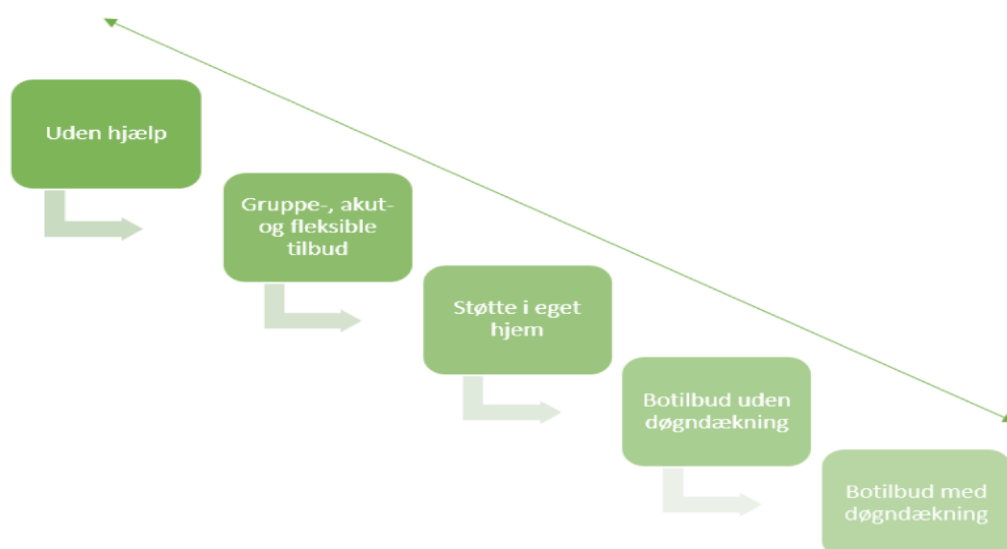 Uden hjælp
Gruppe-, akut-
og fleksible
tilbud
Støtte i eget
hjem
Botilbud uden
døgndækning
Botilbud med
døgndækning